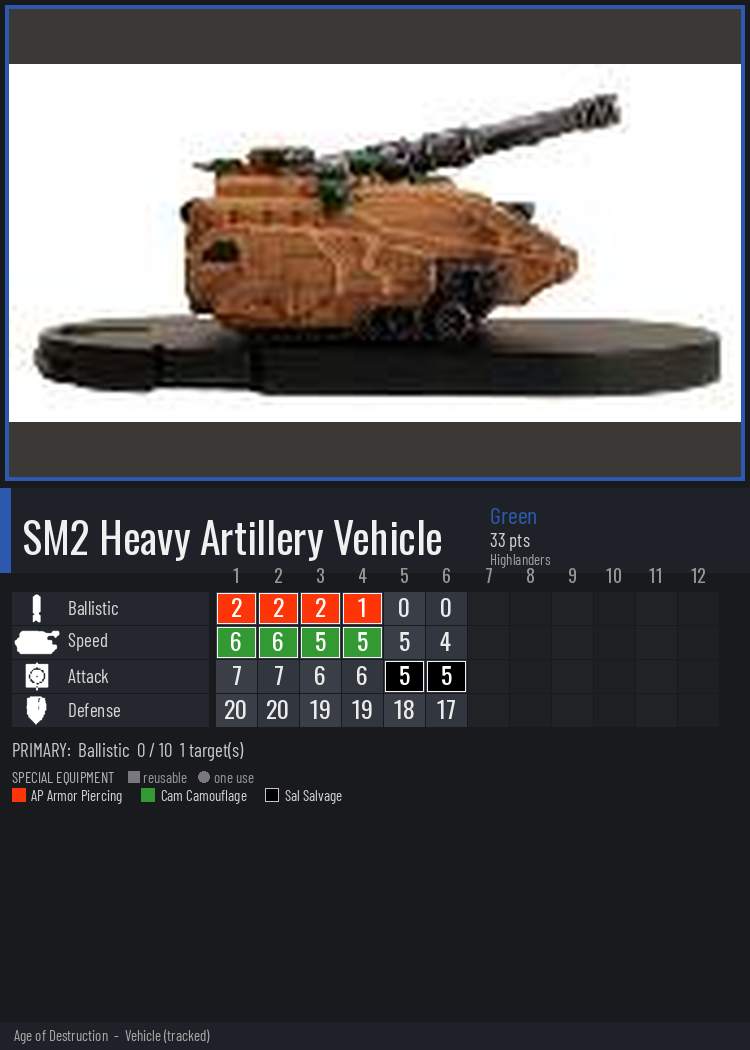 SM2 Heavy Artillery Vehicle
Green
33 pts
Highlanders
1 2 3 4 5 6 7 8 9 10 11 12
Ballistic 2 2 2 1 0 0
Speed 6 6 5 5 5 4
Attack 7 7 6 6 5 5
Defense 20 20 19 19 18 17
PRIMARY: Ballistic 0 / 10 1 target(s)
SPECIAL EQUIPMENT reusable one use
AP Armor Piercing Cam Camouflage Sal Salvage
Age of Destruction - Vehicle (tracked)